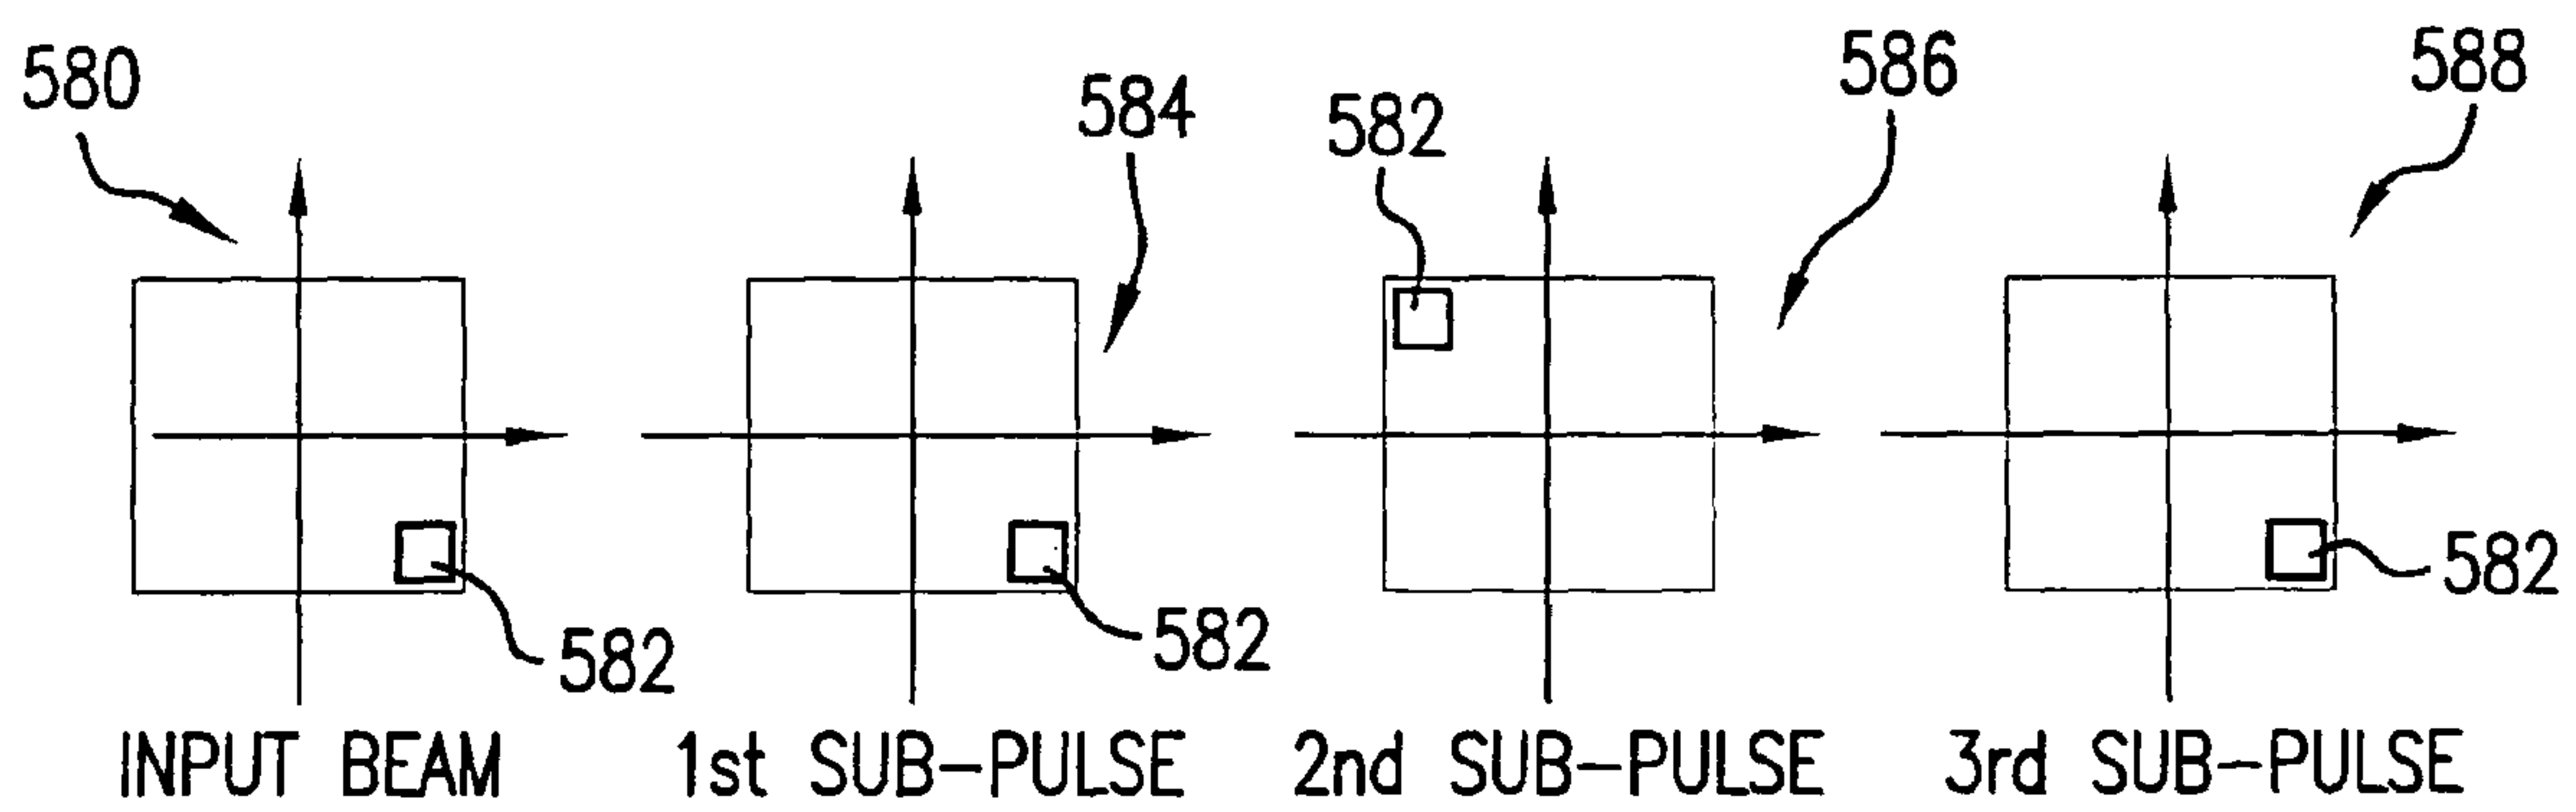 580
584
582
586
588
582
582
582
INPUT BEAM
1st SUB-PULSE
2nd SUB-PULSE
3rd SUB-PULSE